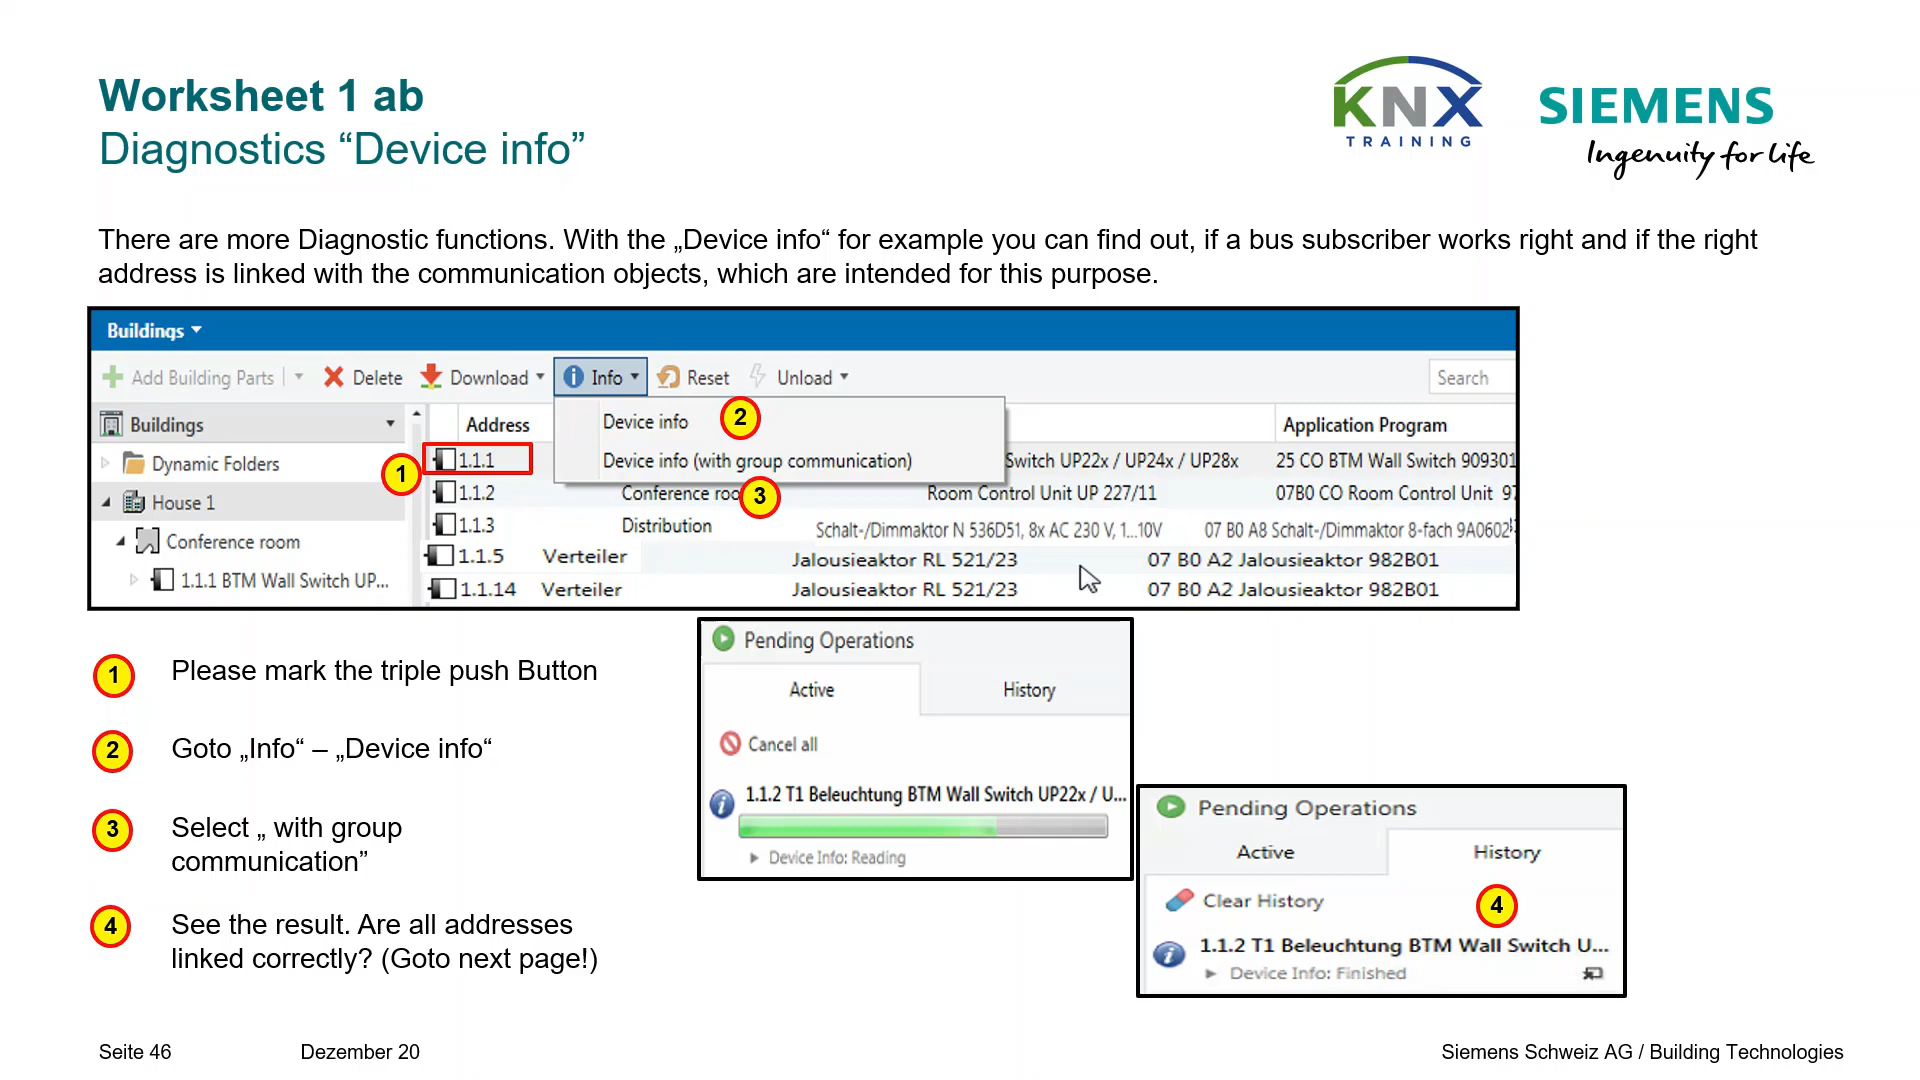 Worksheet 1 ab
Diagnostics “Device info”
KNX
TRAINING
SIEMENS
Ingenuity for life
There are more Diagnostic functions. With the „Device info“ for example you can find out, if a bus subscriber works right and if the right
address is linked with the communication objects, which are intended for this purpose.
Buildings
Add Building Parts Delete Download Info Reset Unload Search
Buildings Address Device info 2 Application Program
Dynamic Folders 1 1.1.1 Device info (with group communication) Switch UP22x / UP24x / UP28x 25 CO BTM Wall Switch 909301
House 1 1.1.2 Conference roo 3 Room Control Unit UP 227/11 07B0 CO Room Control Unit 97
1.1.3 Distribution Schalt-/Dimmaktor N 536D51, 8x AC 230 V, 1...10V 07 B0 A8 Schalt-/Dimmaktor 8-fach 9A0602
Conference room 1.1.5 Verteiler Jalousieaktor RL 521/23 07 B0 A2 Jalousieaktor 982B01
1.1.1 BTM Wall Switch UP... 1.1.14 Verteiler Jalousieaktor RL 521/23 07 B0 A2 Jalousieaktor 982B01
1 Please mark the triple push Button
2 Goto „Info“ – „Device info“
3 Select „ with group
communication”
4 See the result. Are all addresses
linked correctly? (Goto next page!)
Pending Operations
Active History
Cancel all
1.1.2 T1 Beleuchtung BTM Wall Switch UP22x / U...
Device Info: Reading
Pending Operations
Active History
Clear History 4
1.1.2 T1 Beleuchtung BTM Wall Switch U...
Device Info: Finished
Seite 46 Dezember 20 Siemens Schweiz AG / Building Technologies